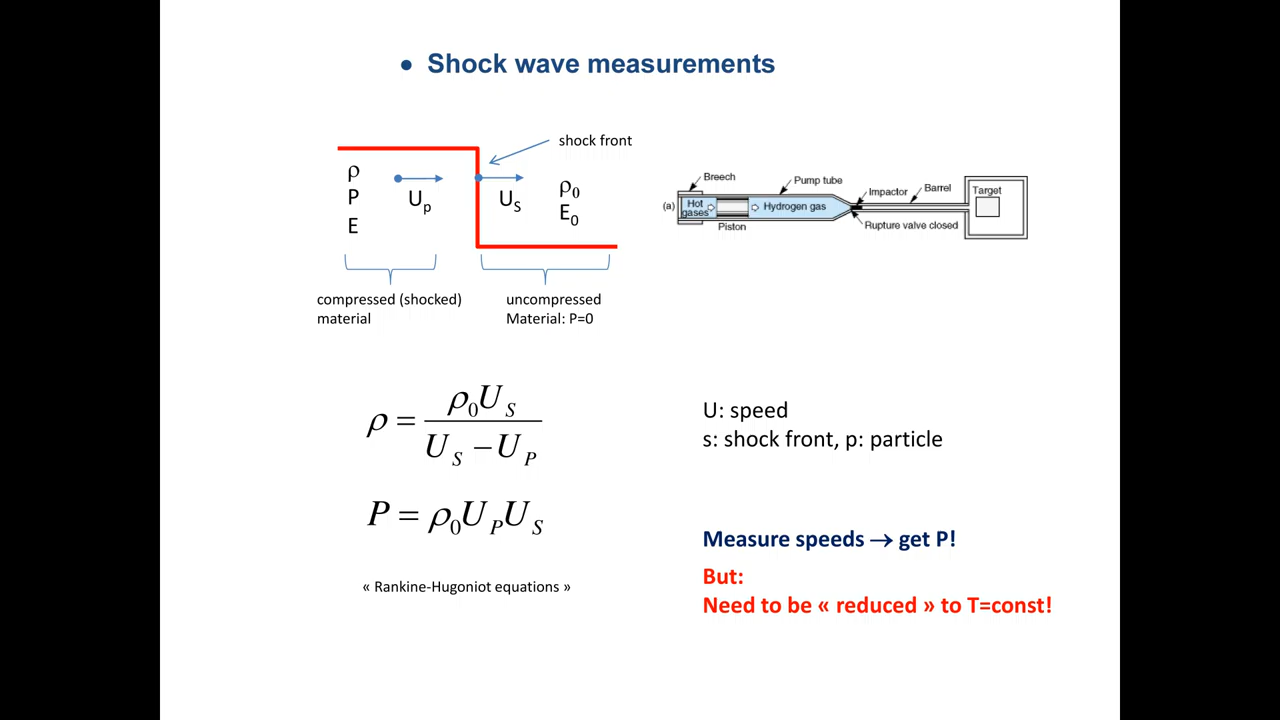 • Shock wave measurements
shock front
ρ
P
E
U_p
U_S
ρ_0
E_0
compressed (shocked)
material
uncompressed
Material: P=0
Breech
Pump tube
Impactor
Barrel
Target
(a)
Hot
gases
Hydrogen gas
Piston
Rupture valve closed
ρ = ρ_0 U_S / (U_S − U_P)
P = ρ_0 U_P U_S
« Rankine-Hugoniot equations »
U: speed
s: shock front, p: particle
Measure speeds → get P!
But:
Need to be « reduced » to T=const!